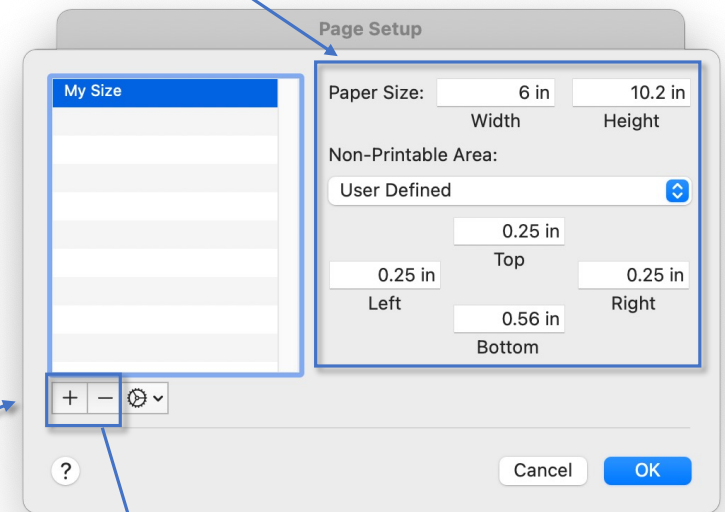 Page Setup
My Size
Paper Size: 6 in 10.2 in
Width Height
Non-Printable Area:
User Defined
0.25 in
Top
0.25 in 0.25 in
Left Right
0.56 in
Bottom
+ −
?
Cancel OK